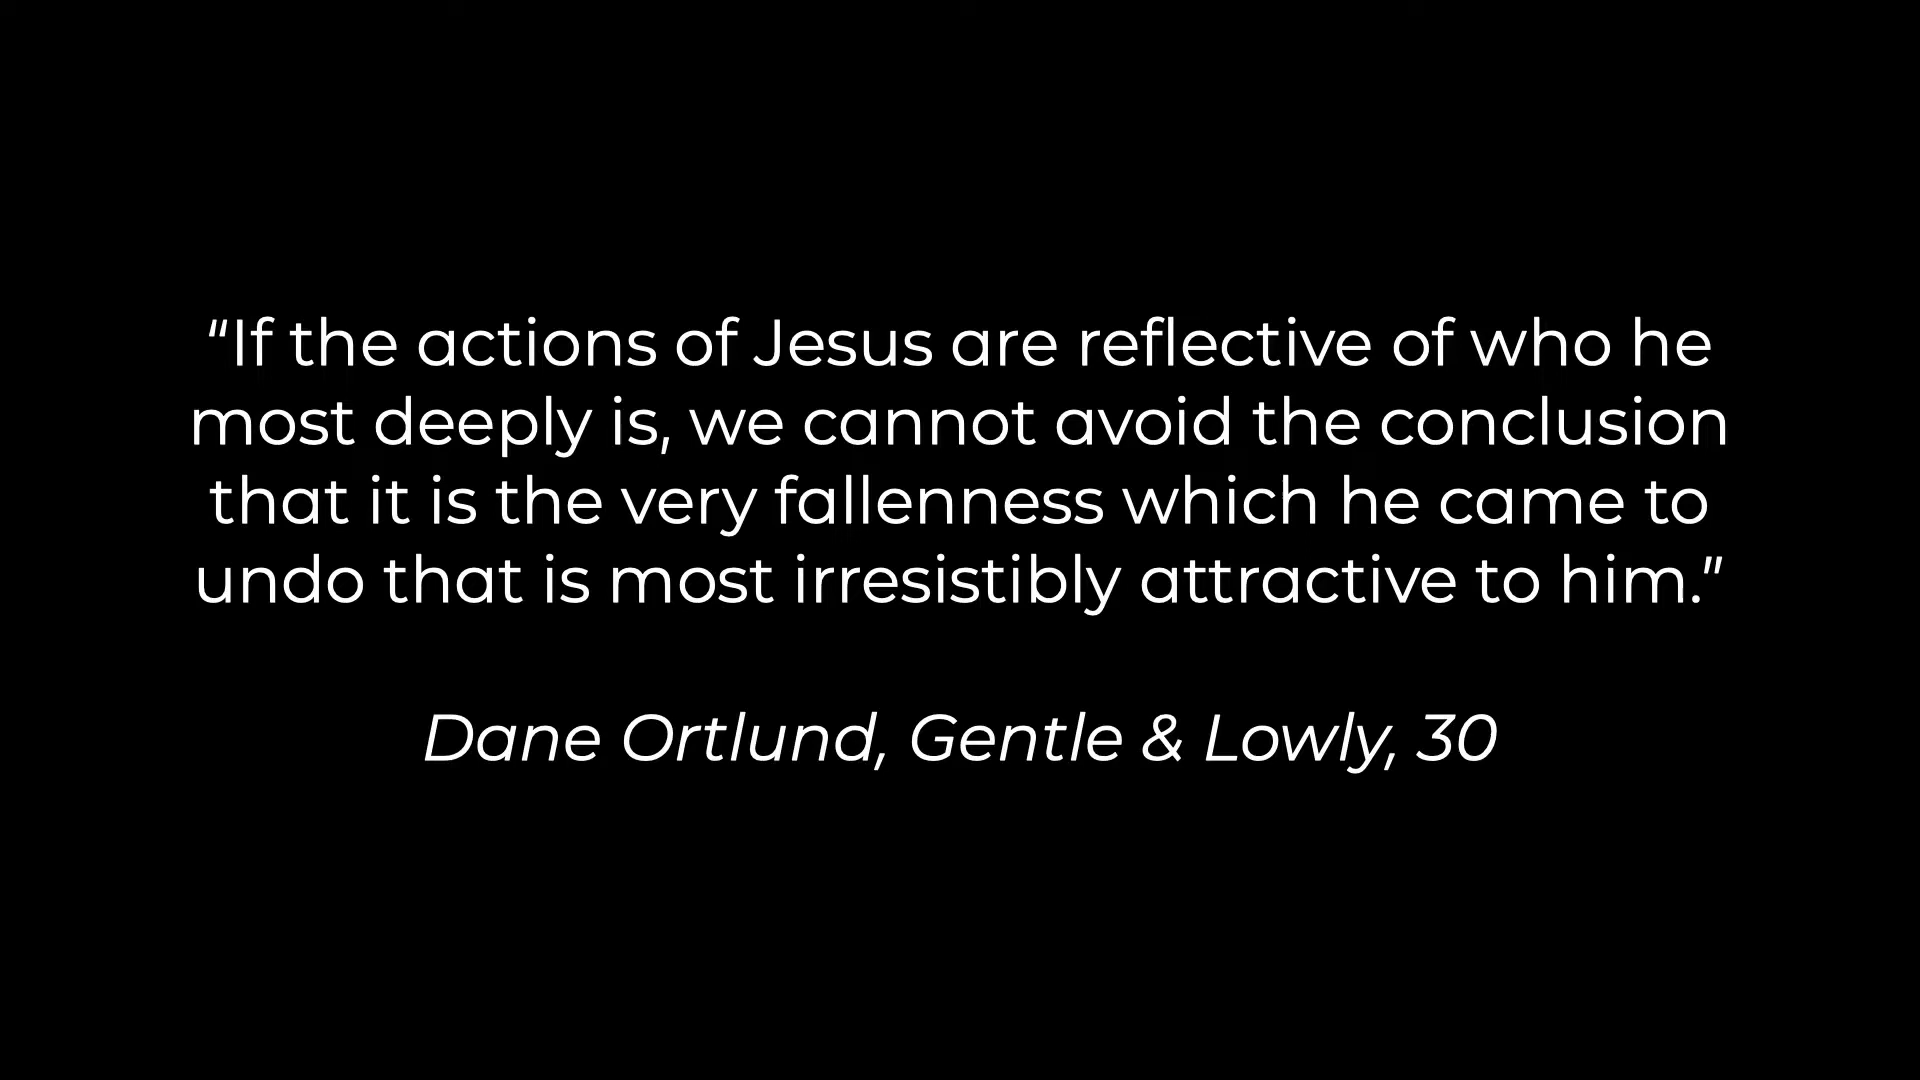 “If the actions of Jesus are reflective of who he
most deeply is, we cannot avoid the conclusion
that it is the very fallenness which he came to
undo that is most irresistibly attractive to him.”
Dane Ortlund, Gentle & Lowly, 30